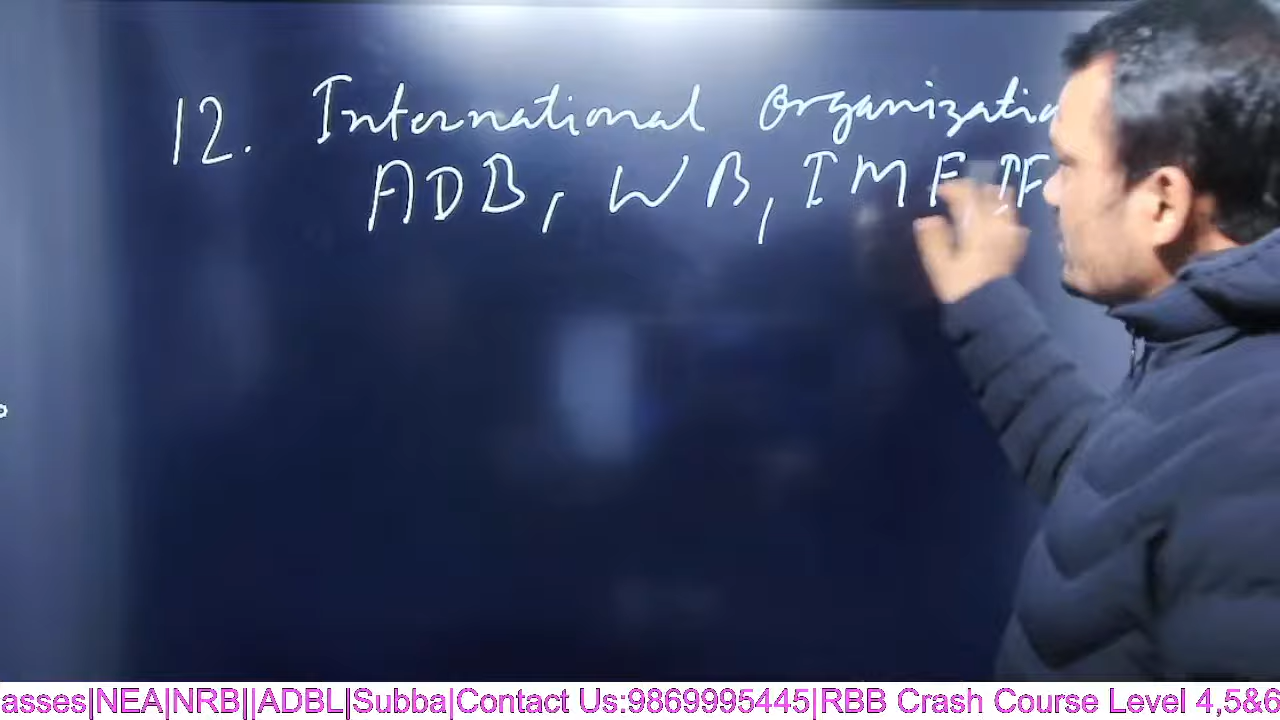 12. International Organizatio
ADB, WB, IMF, IF
asses|NEA|NRB||ADBL|Subba|Contact Us:9869995445|RBB Crash Course Level 4,5&6